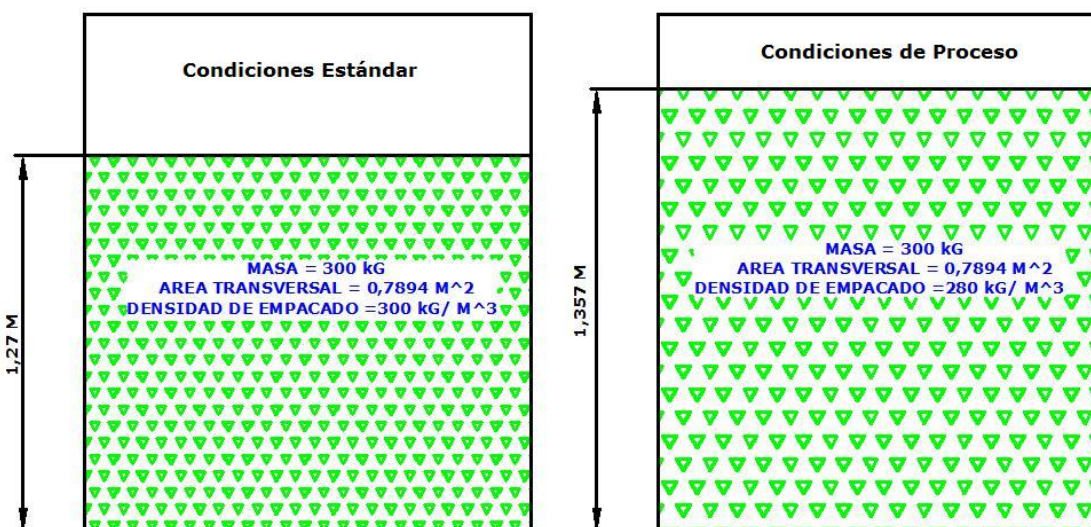 Condiciones Estándar
MASA = 300 kG
AREA TRANSVERSAL = 0,7894 M^2
DENSIDAD DE EMPACADO =300 kG/ M^3
1,27 M
Condiciones de Proceso
MASA = 300 kG
AREA TRANSVERSAL = 0,7894 M^2
DENSIDAD DE EMPACADO =280 kG/ M^3
1,357 M